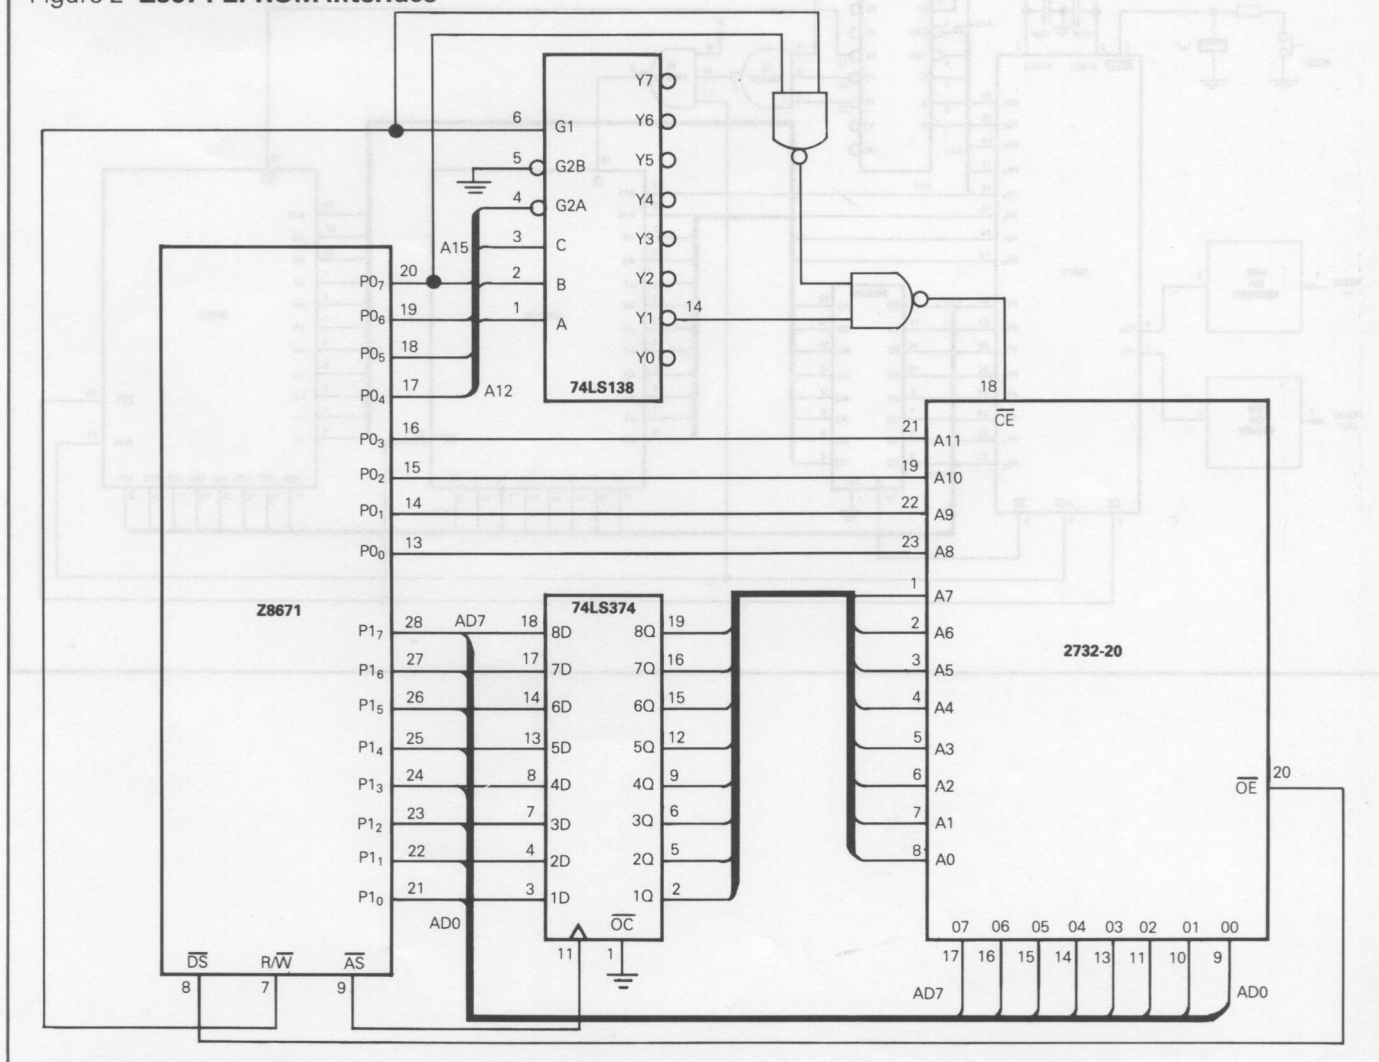 Figure 2 Z8671 EPROM Interface
Y7
6 G1 Y6
5 G2B Y5
4 G2A Y4
A15 3 C Y3
P0₇ 20 2 B Y2
P0₆ 19 1 A Y1 14
P0₅ 18 Y0
P0₄ 17 A12 74LS138 18 C̅E̅
P0₃ 16 21 A11
P0₂ 15 19 A10
P0₁ 14 22 A9
P0₀ 13 23 A8
1 A7
Z8671 74LS374
P1₇ 28 AD7 18 8D 8Q 19 2 A6
2732-20
P1₆ 27 17 7D 7Q 16 3 A5
P1₅ 26 14 6D 6Q 15 4 A4
P1₄ 25 13 5D 5Q 12 5 A3
P1₃ 24 8 4D 4Q 9 6 A2 O̅E̅ 20
P1₂ 23 7 3D 3Q 6 7 A1
P1₁ 22 4 2D 2Q 5 8 A0
P1₀ 21 3 1D 1Q 2
AD0 O̅C̅ 07 06 05 04 03 02 01 00
11 1 17 16 15 14 13 11 10 9
D̅S̅ R/W̅ A̅S̅
8 7 9 AD7 AD0